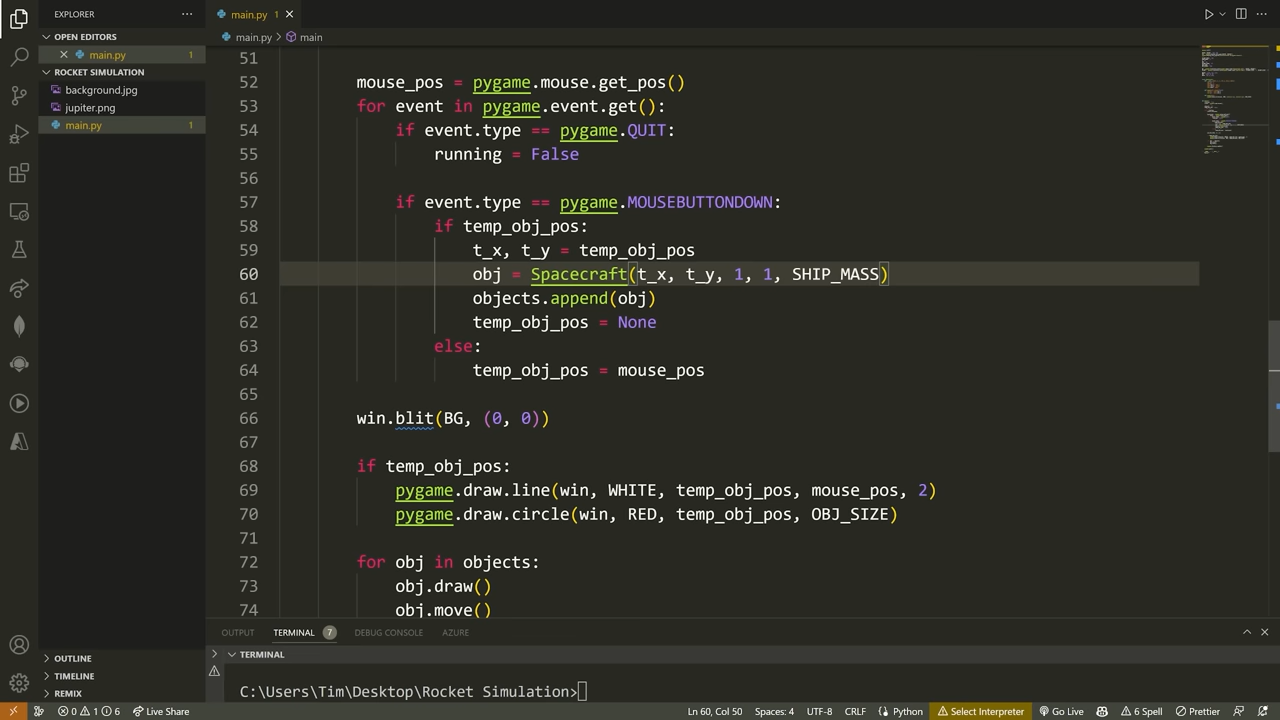 EXPLORER ···
OPEN EDITORS
main.py 1
ROCKET SIMULATION
background.jpg
jupiter.png
main.py 1
OUTLINE
TIMELINE
REMIX
main.py 1
main.py > main
51
52 mouse_pos = pygame.mouse.get_pos()
53 for event in pygame.event.get():
54 if event.type == pygame.QUIT:
55 running = False
56
57 if event.type == pygame.MOUSEBUTTONDOWN:
58 if temp_obj_pos:
59 t_x, t_y = temp_obj_pos
60 obj = Spacecraft(t_x, t_y, 1, 1, SHIP_MASS)
61 objects.append(obj)
62 temp_obj_pos = None
63 else:
64 temp_obj_pos = mouse_pos
65
66 win.blit(BG, (0, 0))
67
68 if temp_obj_pos:
69 pygame.draw.line(win, WHITE, temp_obj_pos, mouse_pos, 2)
70 pygame.draw.circle(win, RED, temp_obj_pos, OBJ_SIZE)
71
72 for obj in objects:
73 obj.draw()
74 obj.move()
OUTPUT TERMINAL 7 DEBUG CONSOLE AZURE
TERMINAL
C:\Users\Tim\Desktop\Rocket Simulation>
0 1 6 Live Share Ln 60, Col 50 Spaces: 4 UTF-8 CRLF Python Select Interpreter Go Live 6 Spell Prettier